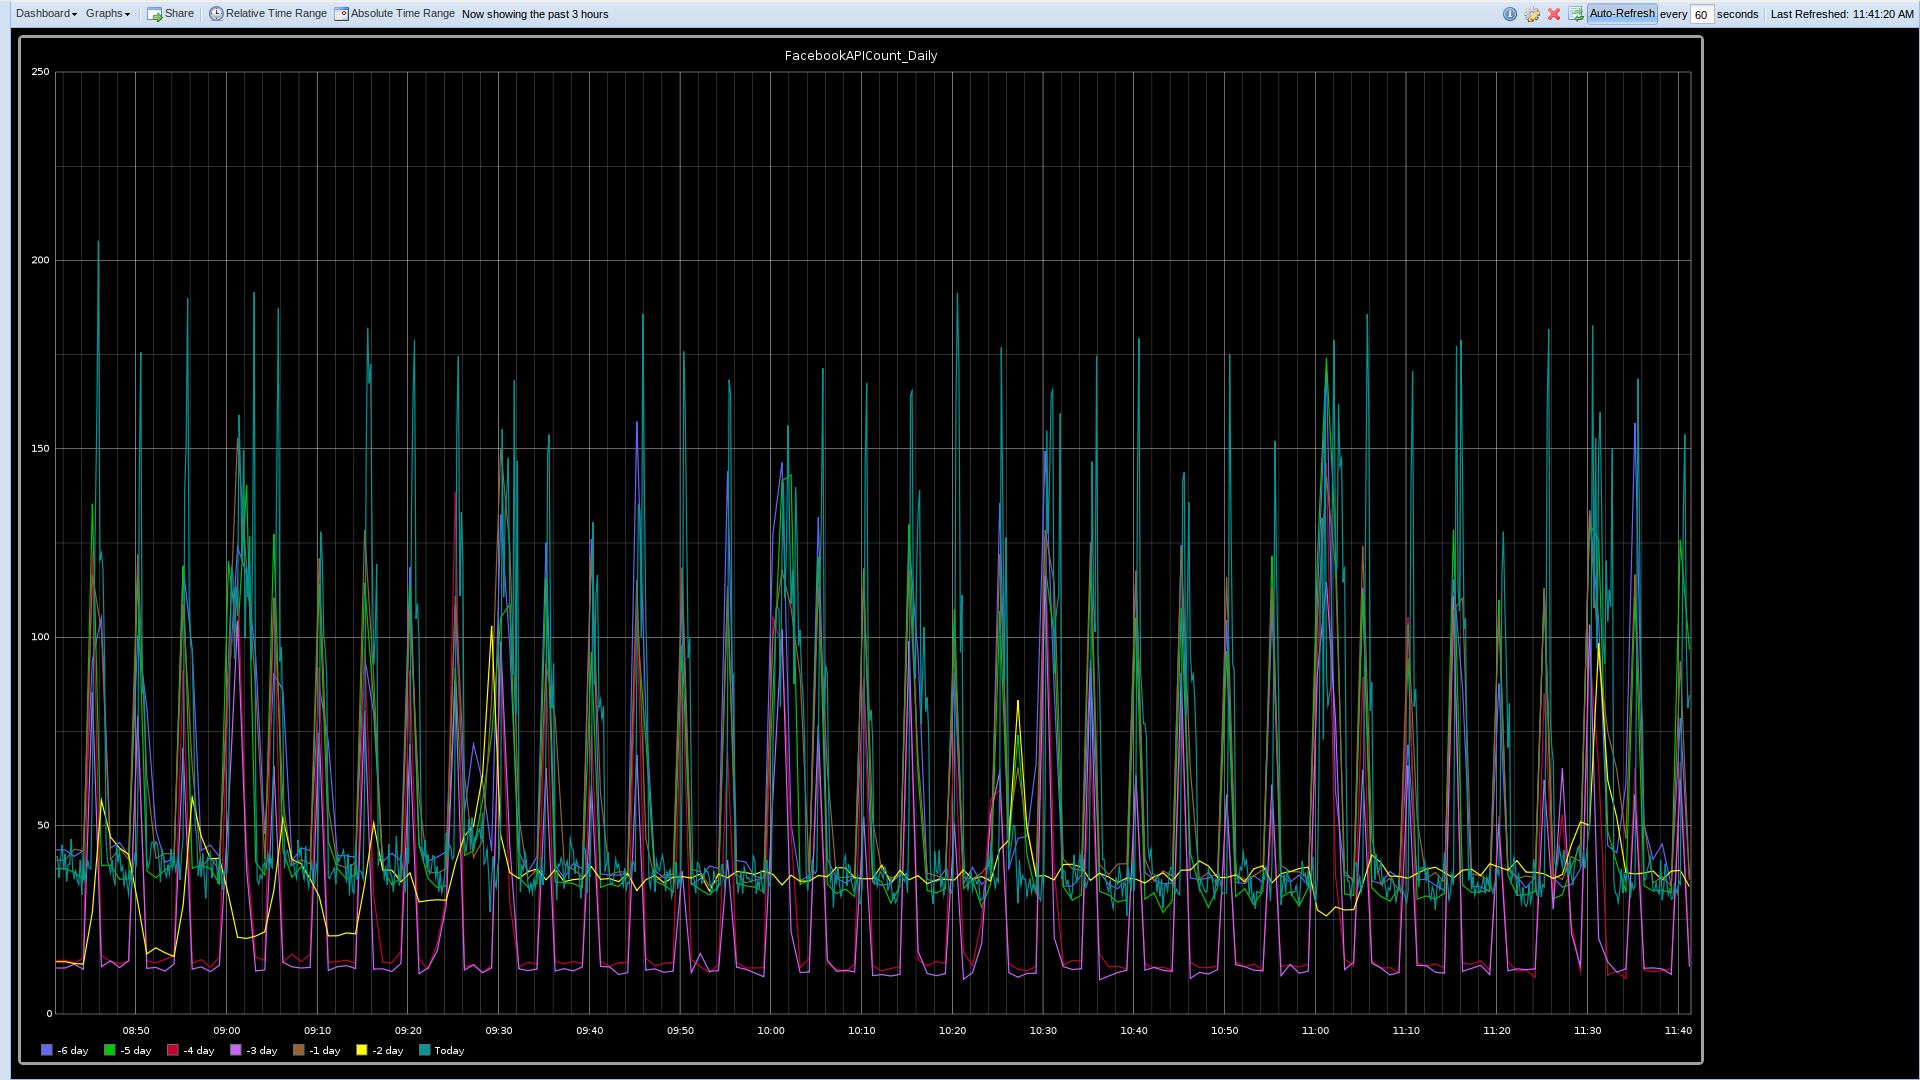 Dashboard Graphs Share Relative Time Range Absolute Time Range Now showing the past 3 hours Auto-Refresh every 60 seconds Last Refreshed: 11:41:20 AM
FacebookAPICount_Daily
250
200
150
100
50
0
08:50 09:00 09:10 09:20 09:30 09:40 09:50 10:00 10:10 10:20 10:30 10:40 10:50 11:00 11:10 11:20 11:30 11:40
-6 day -5 day -4 day -3 day -1 day -2 day Today